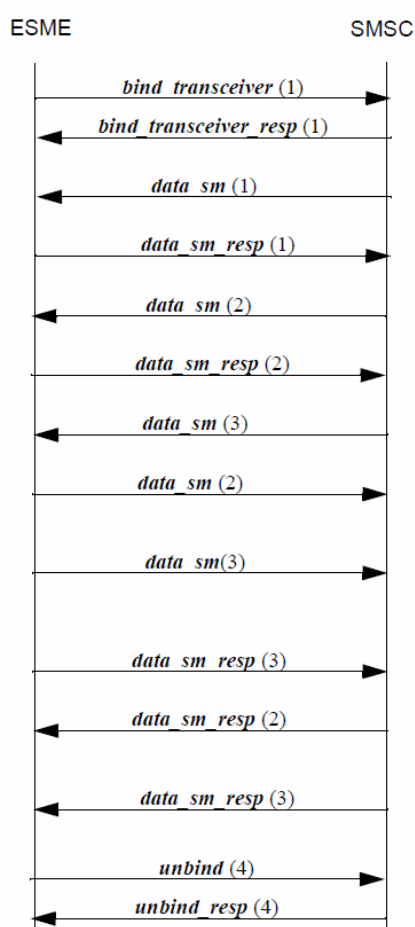 ESME SMSC
bind_transceiver (1)
bind_transceiver_resp (1)
data_sm (1)
data_sm_resp (1)
data_sm (2)
data_sm_resp (2)
data_sm (3)
data_sm (2)
data_sm(3)
data_sm_resp (3)
data_sm_resp (2)
data_sm_resp (3)
unbind (4)
unbind_resp (4)